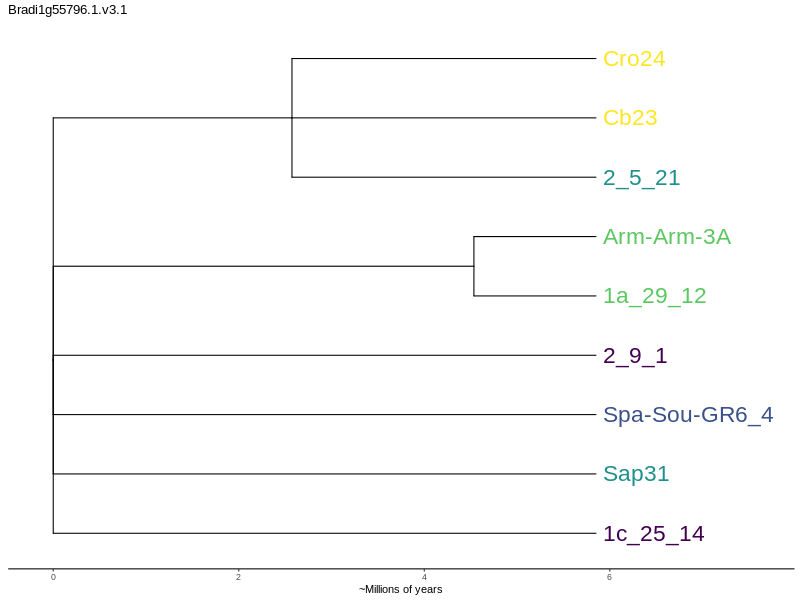 Bradi1g55796.1.v3.1
Cro24
Cb23
2_5_21
Arm-Arm-3A
1a_29_12
2_9_1
Spa-Sou-GR6_4
Sap31
1c_25_14
0 2 4 6
~Millions of years